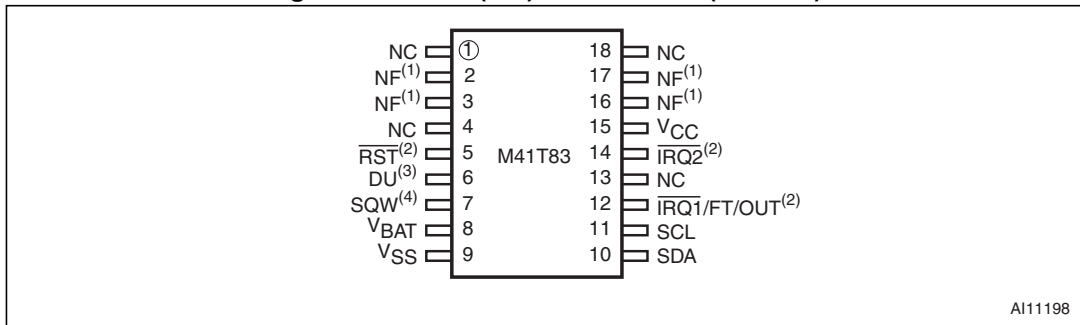 NC 1 18 NC
NF(1) 2 17 NF(1)
NF(1) 3 16 NF(1)
NC 4 15 VCC
RST(2) 5 M41T83 14 IRQ2(2)
DU(3) 6 13 NC
SQW(4) 7 12 IRQ1/FT/OUT(2)
VBAT 8 11 SCL
VSS 9 10 SDA
AI11198